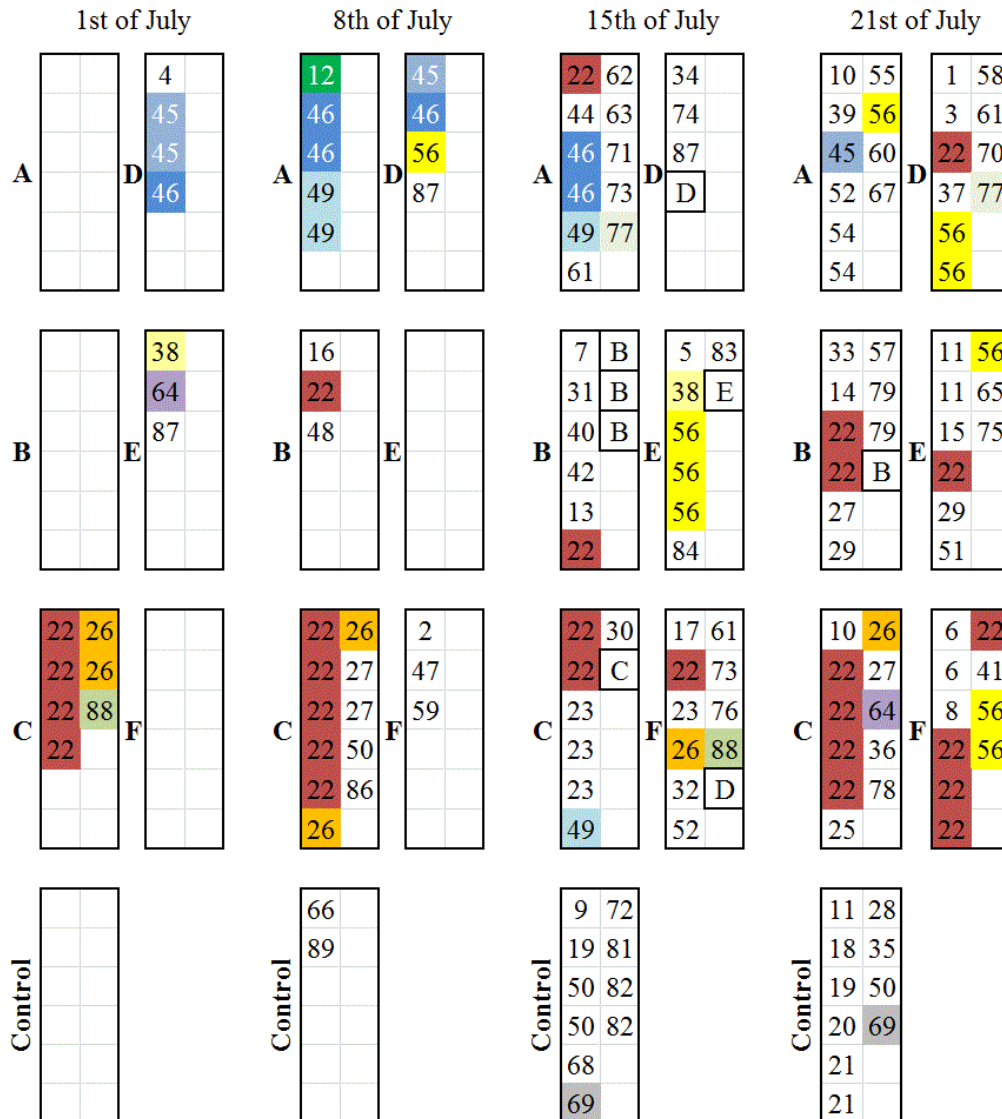 1st of July 8th of July 15th of July 21st of July
4 12 45 22 62 34 10 55 1 58
45 46 46 44 63 74 39 56 3 61
45 46 56 46 71 87 45 60 22 70
A D A D A D A D
46 49 87 46 73 D 52 67 37 77
49 49 77 54 56
61 54 56
38 16 7 B 5 83 33 57 11 56
64 22 31 B 38 E 14 79 11 65
87 48 40 B 56 22 79 15 75
B E B E B E B E
42 56 22 B 22
13 56 27 29
22 84 29 51
22 26 22 26 2 22 30 17 61 10 26 6 22
22 26 22 27 47 22 C 22 73 22 27 6 41
22 88 22 27 59 23 23 76 22 64 8 56
C F C F C F C F
22 22 50 23 26 88 22 36 22 56
22 86 23 32 D 22 78 22
26 49 52 25 22
66 9 72 11 28
89 19 81 18 35
50 82 19 50
Control Control Control Control
50 82 20 69
68 21
69 21